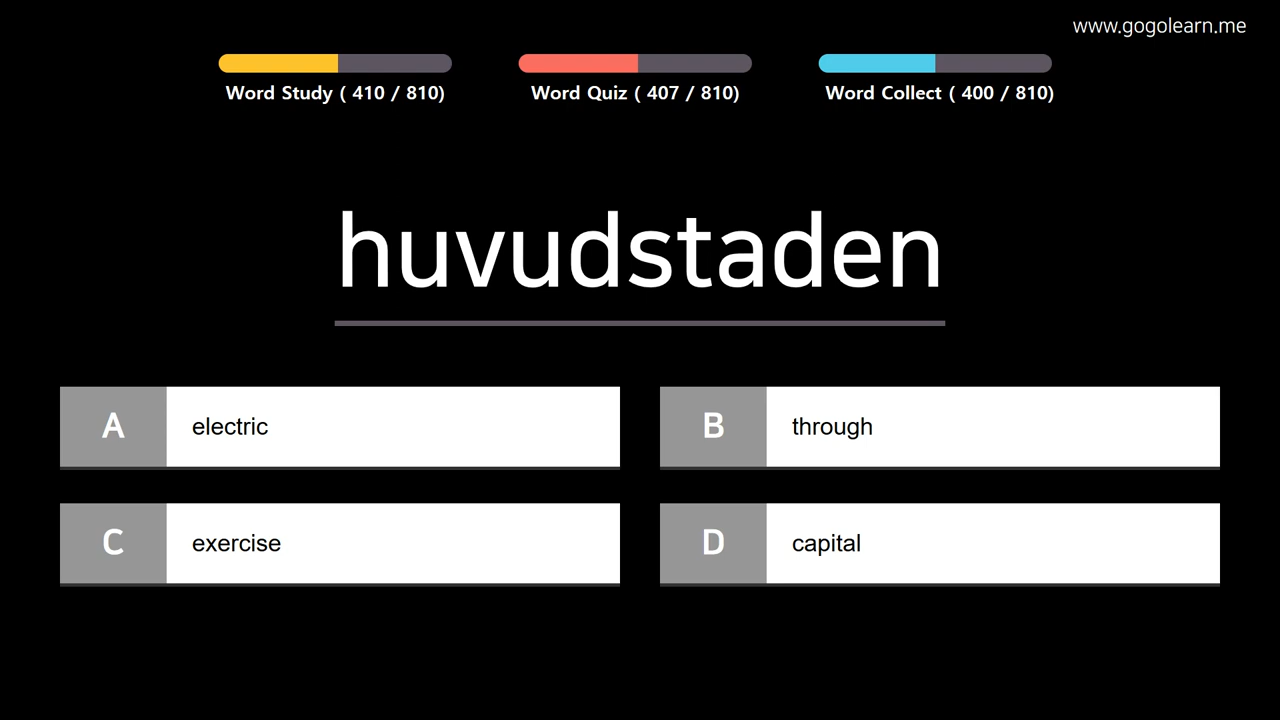 www.gogolearn.me
Word Study ( 410 / 810)
Word Quiz ( 407 / 810)
Word Collect ( 400 / 810)
huvudstaden
A electric
B through
C exercise
D capital